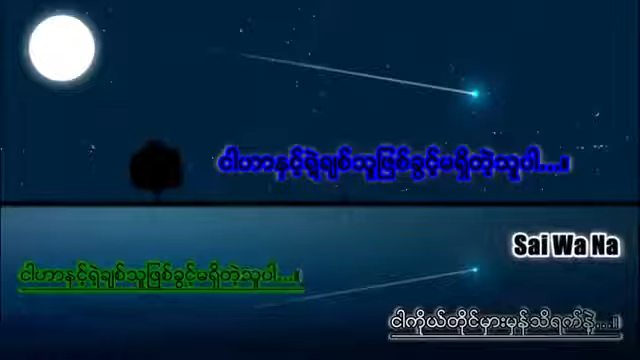 ငါဟာနင့်ရဲ့ချစ်သူဖြစ်ခွင့်မရှိတဲ့သူပါ....။
Sai Wa Na
ငါဟာနင့်ရဲ့ချစ်သူဖြစ်ခွင့်မရှိတဲ့သူပါ....။
ငါကိုယ်တိုင်မှားမှန်သိရက်နဲ့....။